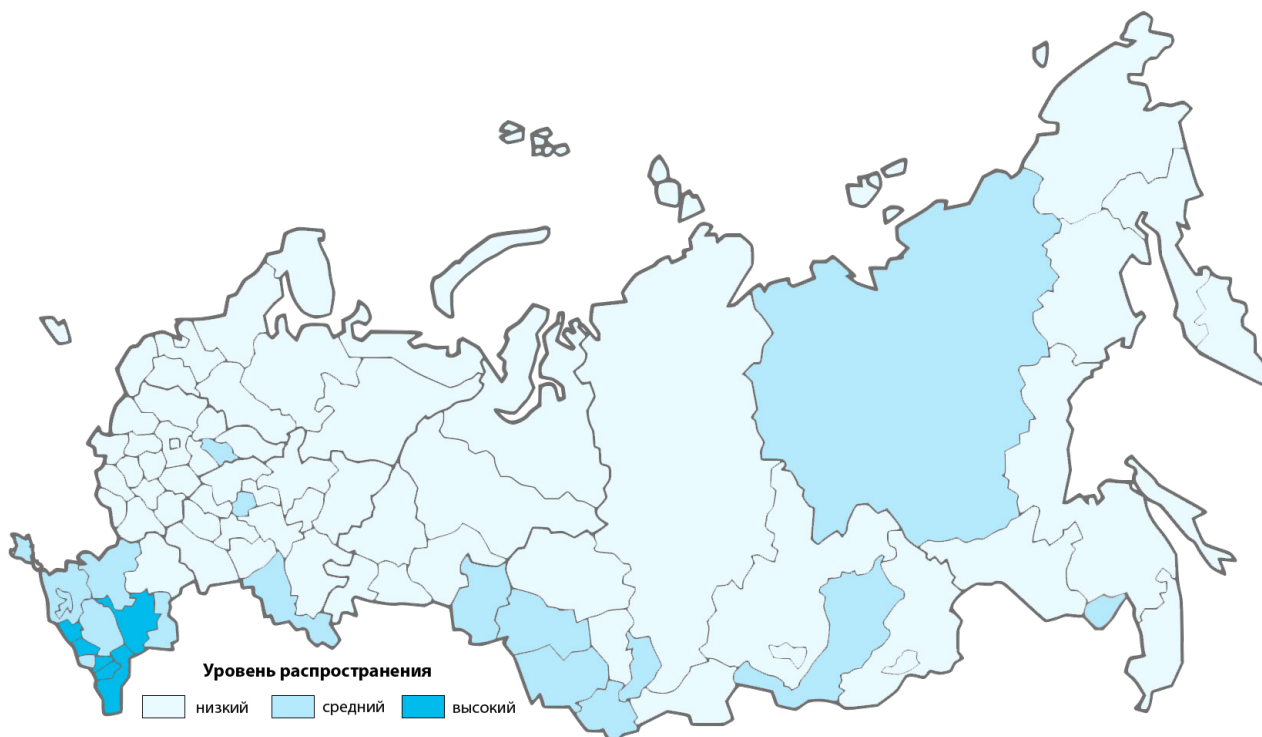 Уровень распространения
низкий средний высокий